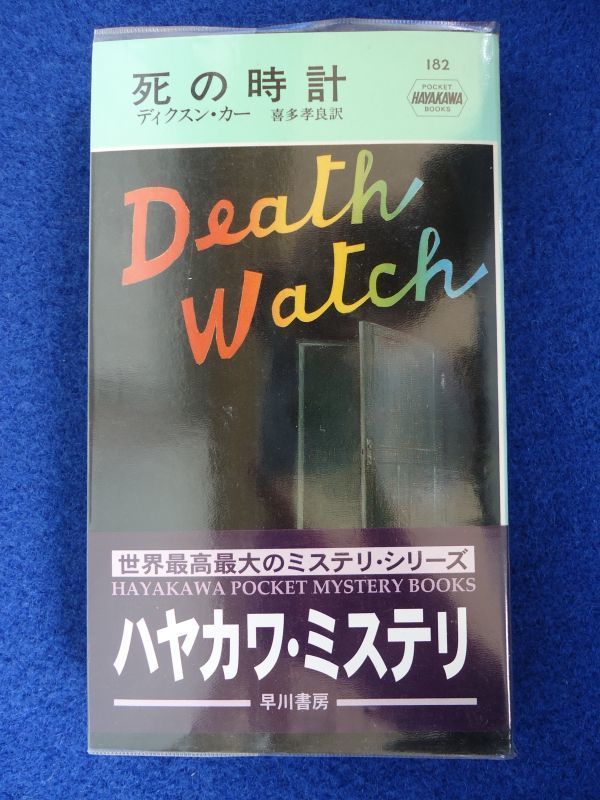 死の時計
ディクスン・カー 喜多孝良訳
182
POCKET
HAYAKAWA
BOOKS
Death
Watch
世界最高最大のミステリ・シリーズ
HAYAKAWA POCKET MYSTERY BOOKS
ハヤカワ・ミステリ
早川書房